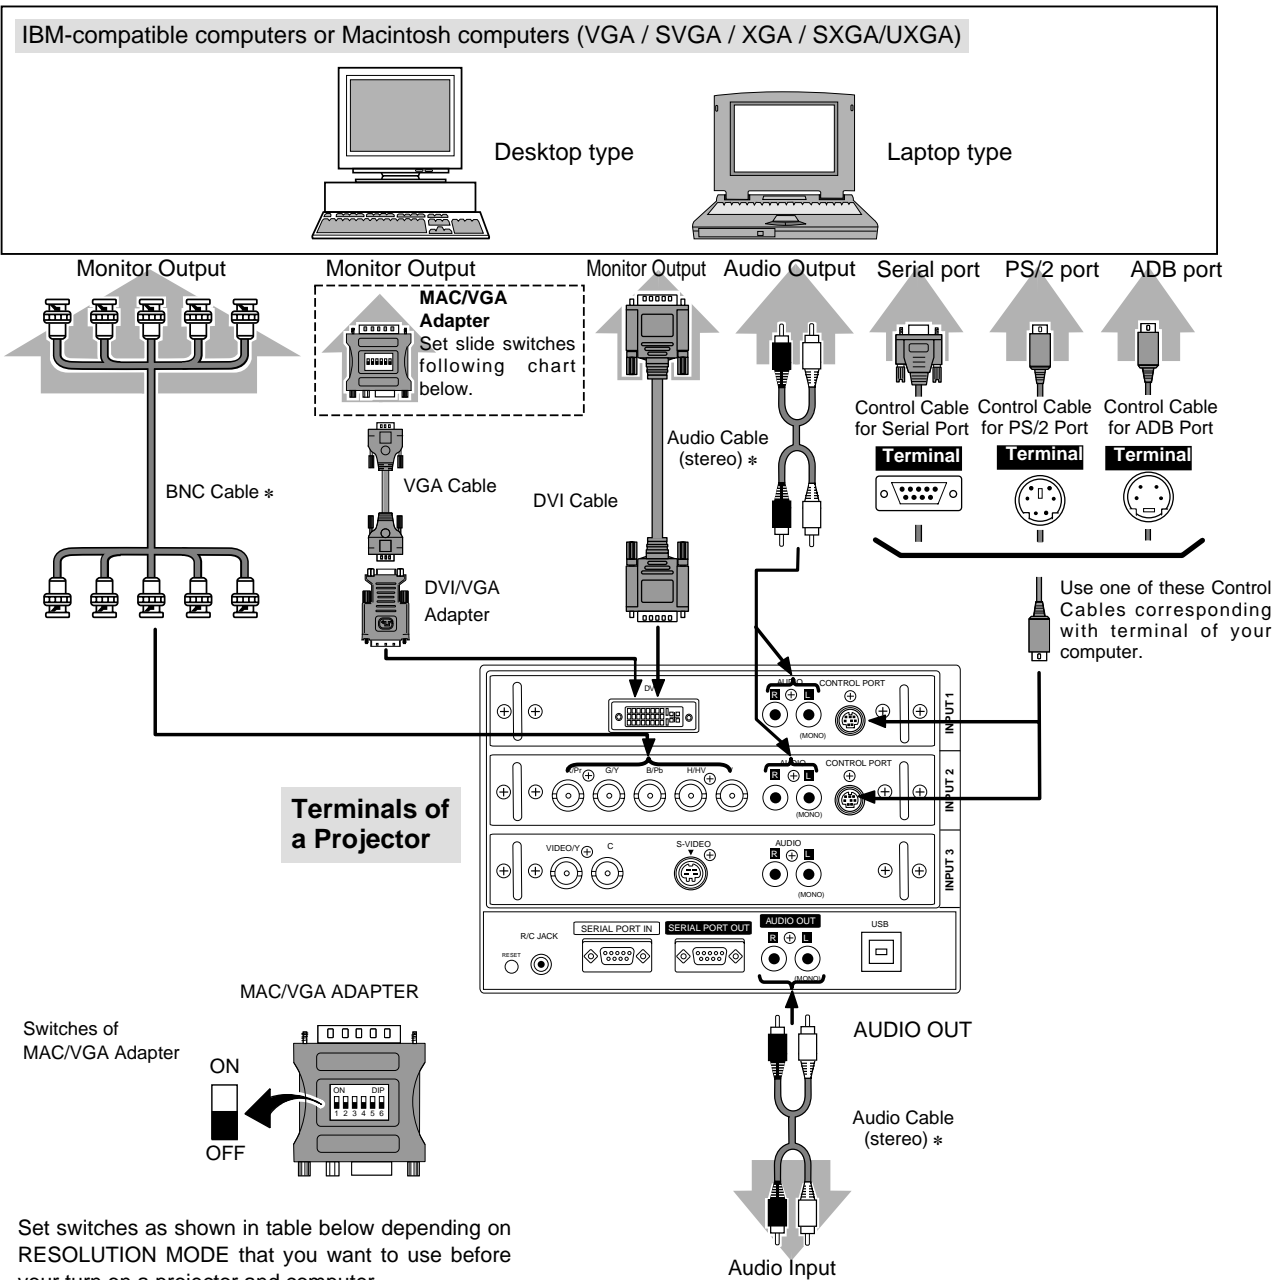 IBM-compatible computers or Macintosh computers (VGA / SVGA / XGA / SXGA/UXGA)
Desktop type
Laptop type
Monitor Output
Monitor Output
Monitor Output
Audio Output
Serial port
PS/2 port
ADB port
MAC/VGA
Adapter
Set slide switches
following chart
below.
Control Cable
for Serial Port
Control Cable
for PS/2 Port
Control Cable
for ADB Port
Terminal
Terminal
Terminal
Audio Cable
(stereo) *
BNC Cable *
VGA Cable
DVI Cable
DVI/VGA
Adapter
Use one of these Control
Cables corresponding
with terminal of your
computer.
AUDIO
CONTROL PORT
R
L
(MONO)
INPUT 1
G/Y
B/Pb
H/HV
AUDIO
CONTROL PORT
R
L
(MONO)
INPUT 2
Terminals of
a Projector
VIDEO/Y
C
S-VIDEO
AUDIO
R
L
(MONO)
INPUT 3
R/C JACK
RESET
SERIAL PORT IN
SERIAL PORT OUT
AUDIO OUT
R
L
(MONO)
USB
MAC/VGA ADAPTER
Switches of
MAC/VGA Adapter
ON
OFF
ON DIP
1 2 3 4 5 6
AUDIO OUT
Audio Cable
(stereo) *
Audio Input
Set switches as shown in table below depending on
RESOLUTION MODE that you want to use before
your turn on a projector and computer